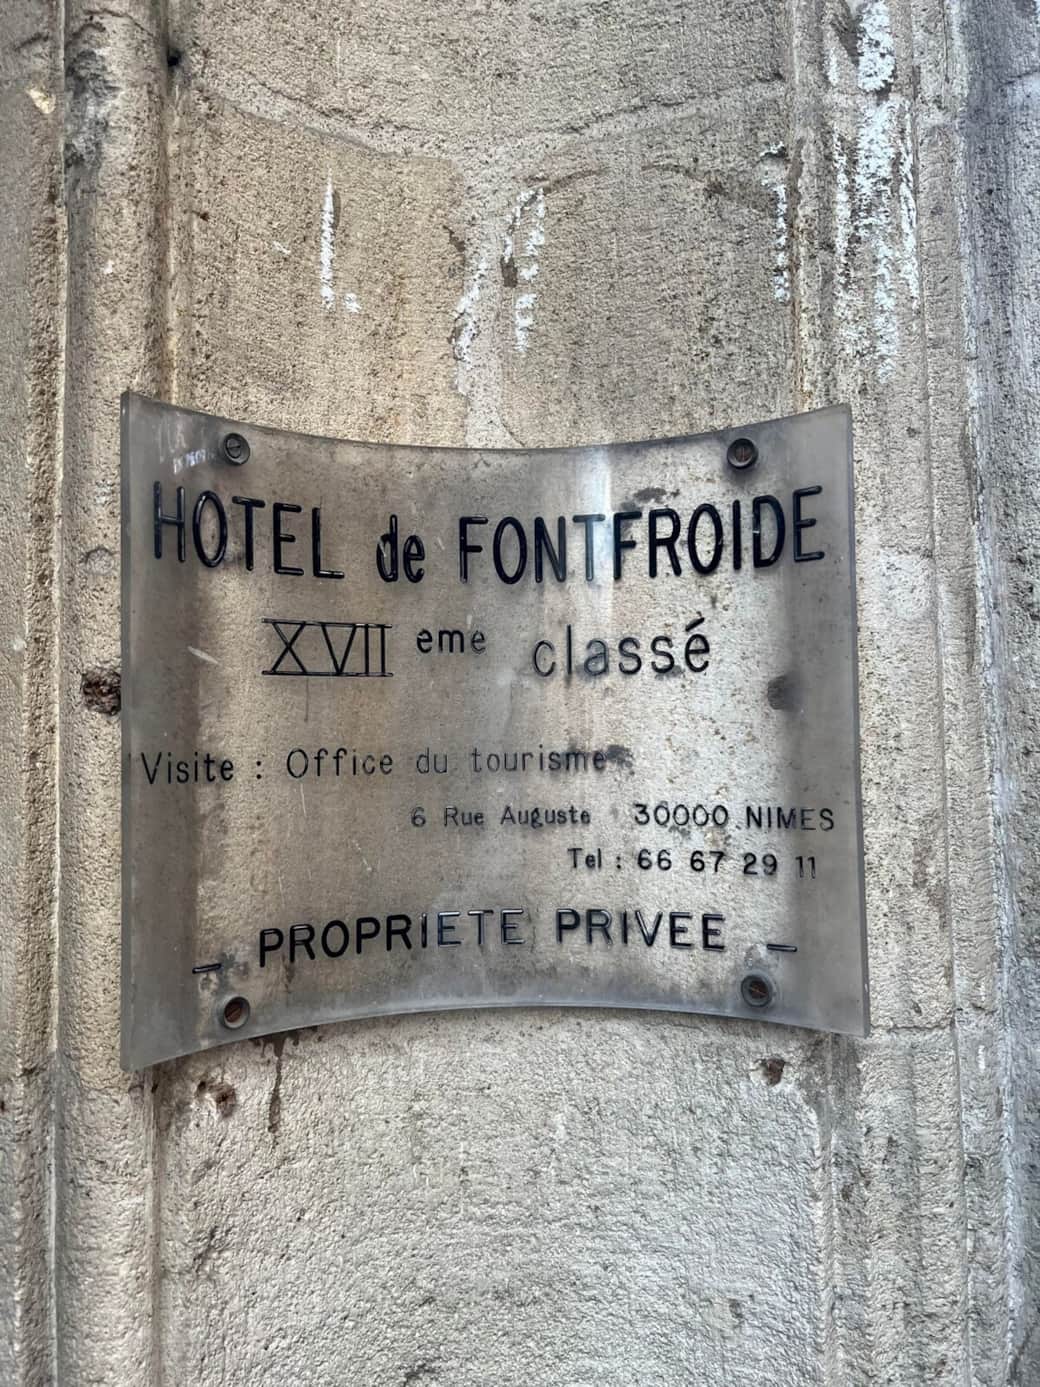 HOTEL de FONTFROIDE
XVII eme classé
Visite : Office du tourisme
6 Rue Auguste 30000 NIMES
Tel : 66 67 29 11
_ PROPRIETE PRIVEE _